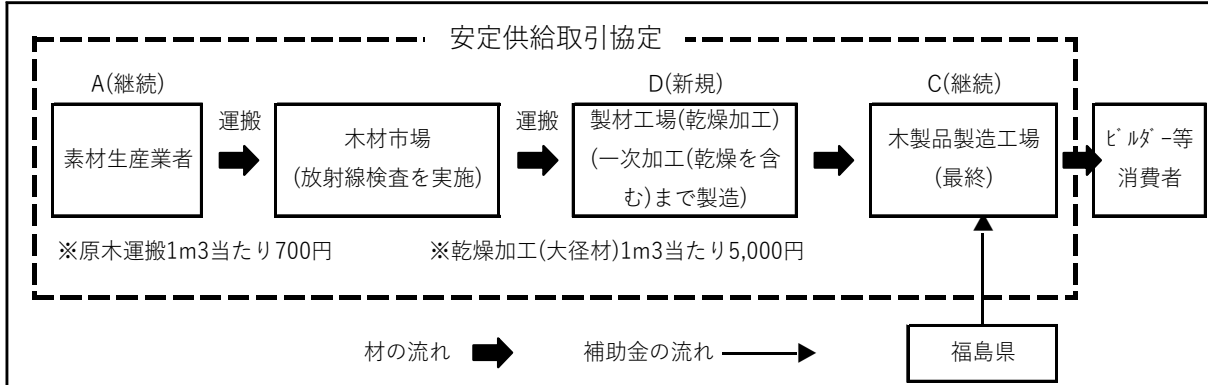 安定供給取引協定
A(継続)
D(新規)
C(継続)
素材生産業者
運搬
木材市場
(放射線検査を実施)
運搬
製材工場(乾燥加工)
(一次加工(乾燥を含
む)まで製造)
木製品製造工場
(最終)
ﾋﾞﾙﾀﾞｰ等
消費者
※原木運搬1m3当たり700円
※乾燥加工(大径材)1m3当たり5,000円
材の流れ
補助金の流れ
福島県